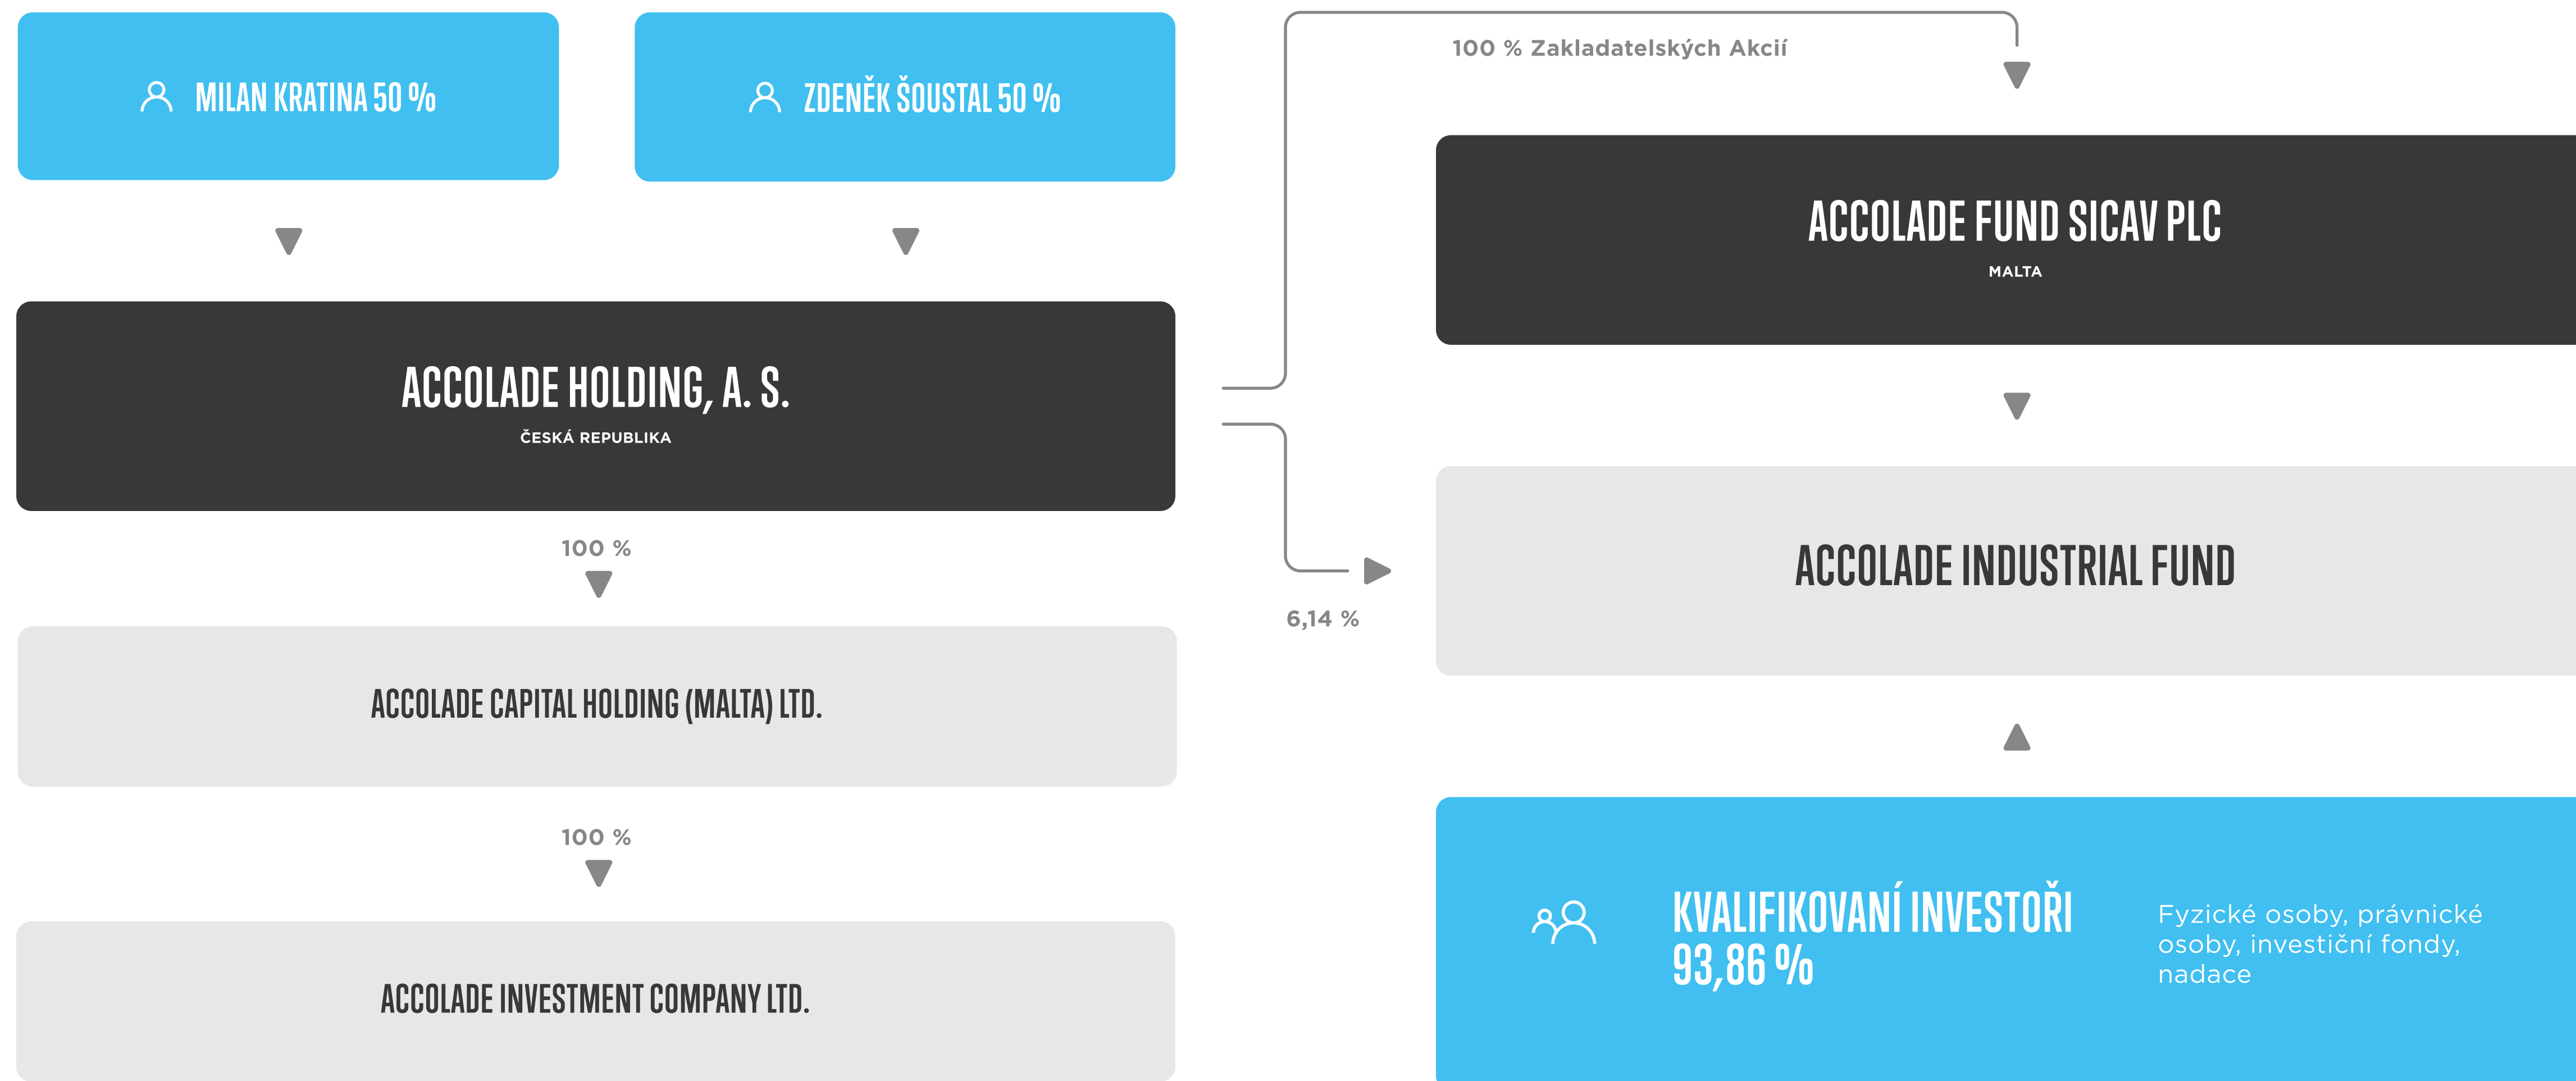 MILAN KRATINA 50 %
ZDENĚK ŠOUSTAL 50 %
ACCOLADE HOLDING, A. S.
ČESKÁ REPUBLIKA
100 %
ACCOLADE CAPITAL HOLDING (MALTA) LTD.
100 %
ACCOLADE INVESTMENT COMPANY LTD.
100 % Zakladatelských Akcií
ACCOLADE FUND SICAV PLC
MALTA
6,14 %
ACCOLADE INDUSTRIAL FUND
KVALIFIKOVANÍ INVESTOŘI
93,86 %
Fyzické osoby, právnické
osoby, investiční fondy,
nadace